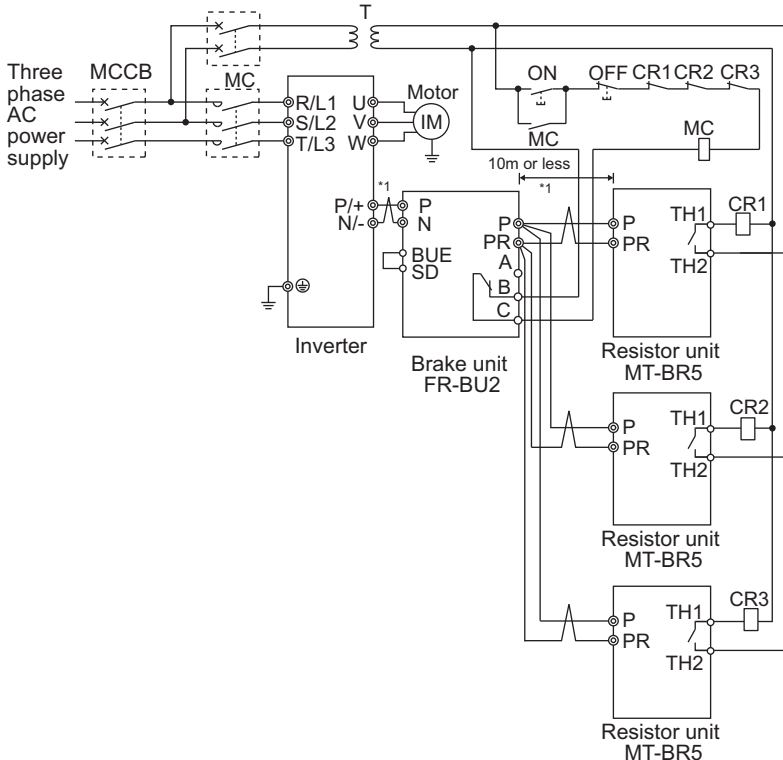 T
Three
phase
AC
power
supply
MCCB
MC
R/L1
S/L2
T/L3
U
V
W
Motor
IM
ON
OFF
CR1
CR2
CR3
MC
MC
10m or less
*1
*1
P/+
N/-
P
N
BUE
SD
P
PR
A
B
C
Inverter
Brake unit
FR-BU2
P
PR
TH1
TH2
CR1
Resistor unit
MT-BR5
P
PR
TH1
TH2
CR2
Resistor unit
MT-BR5
P
PR
TH1
TH2
CR3
Resistor unit
MT-BR5